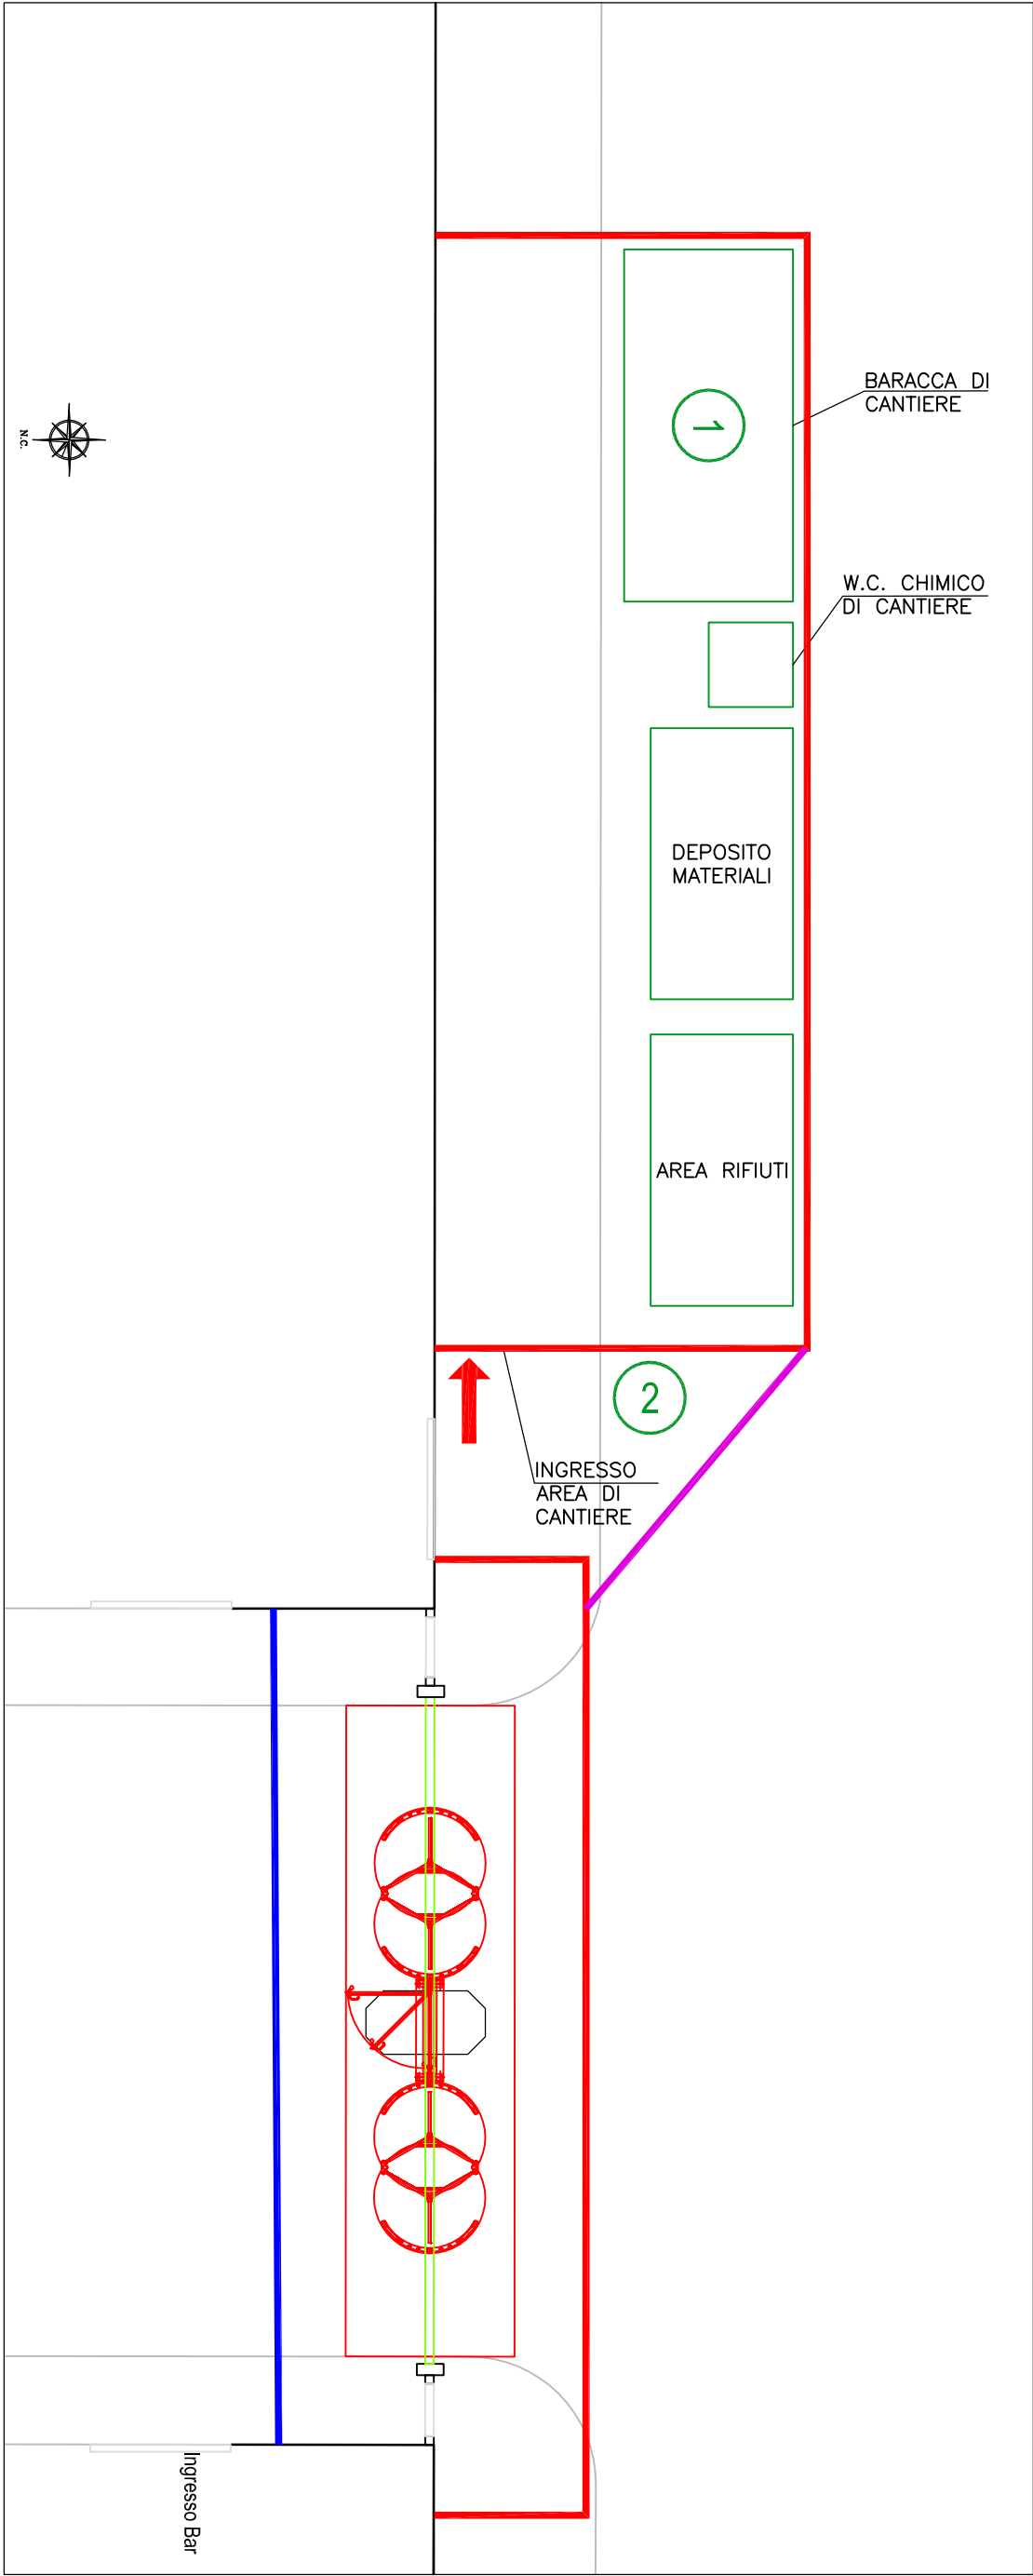 BARACCA DI
CANTIERE
1
N.C.
W.C. CHIMICO
DI CANTIERE
DEPOSITO
MATERIALI
AREA RIFIUTI
2
INGRESSO
AREA DI
CANTIERE
Ingresso Bar